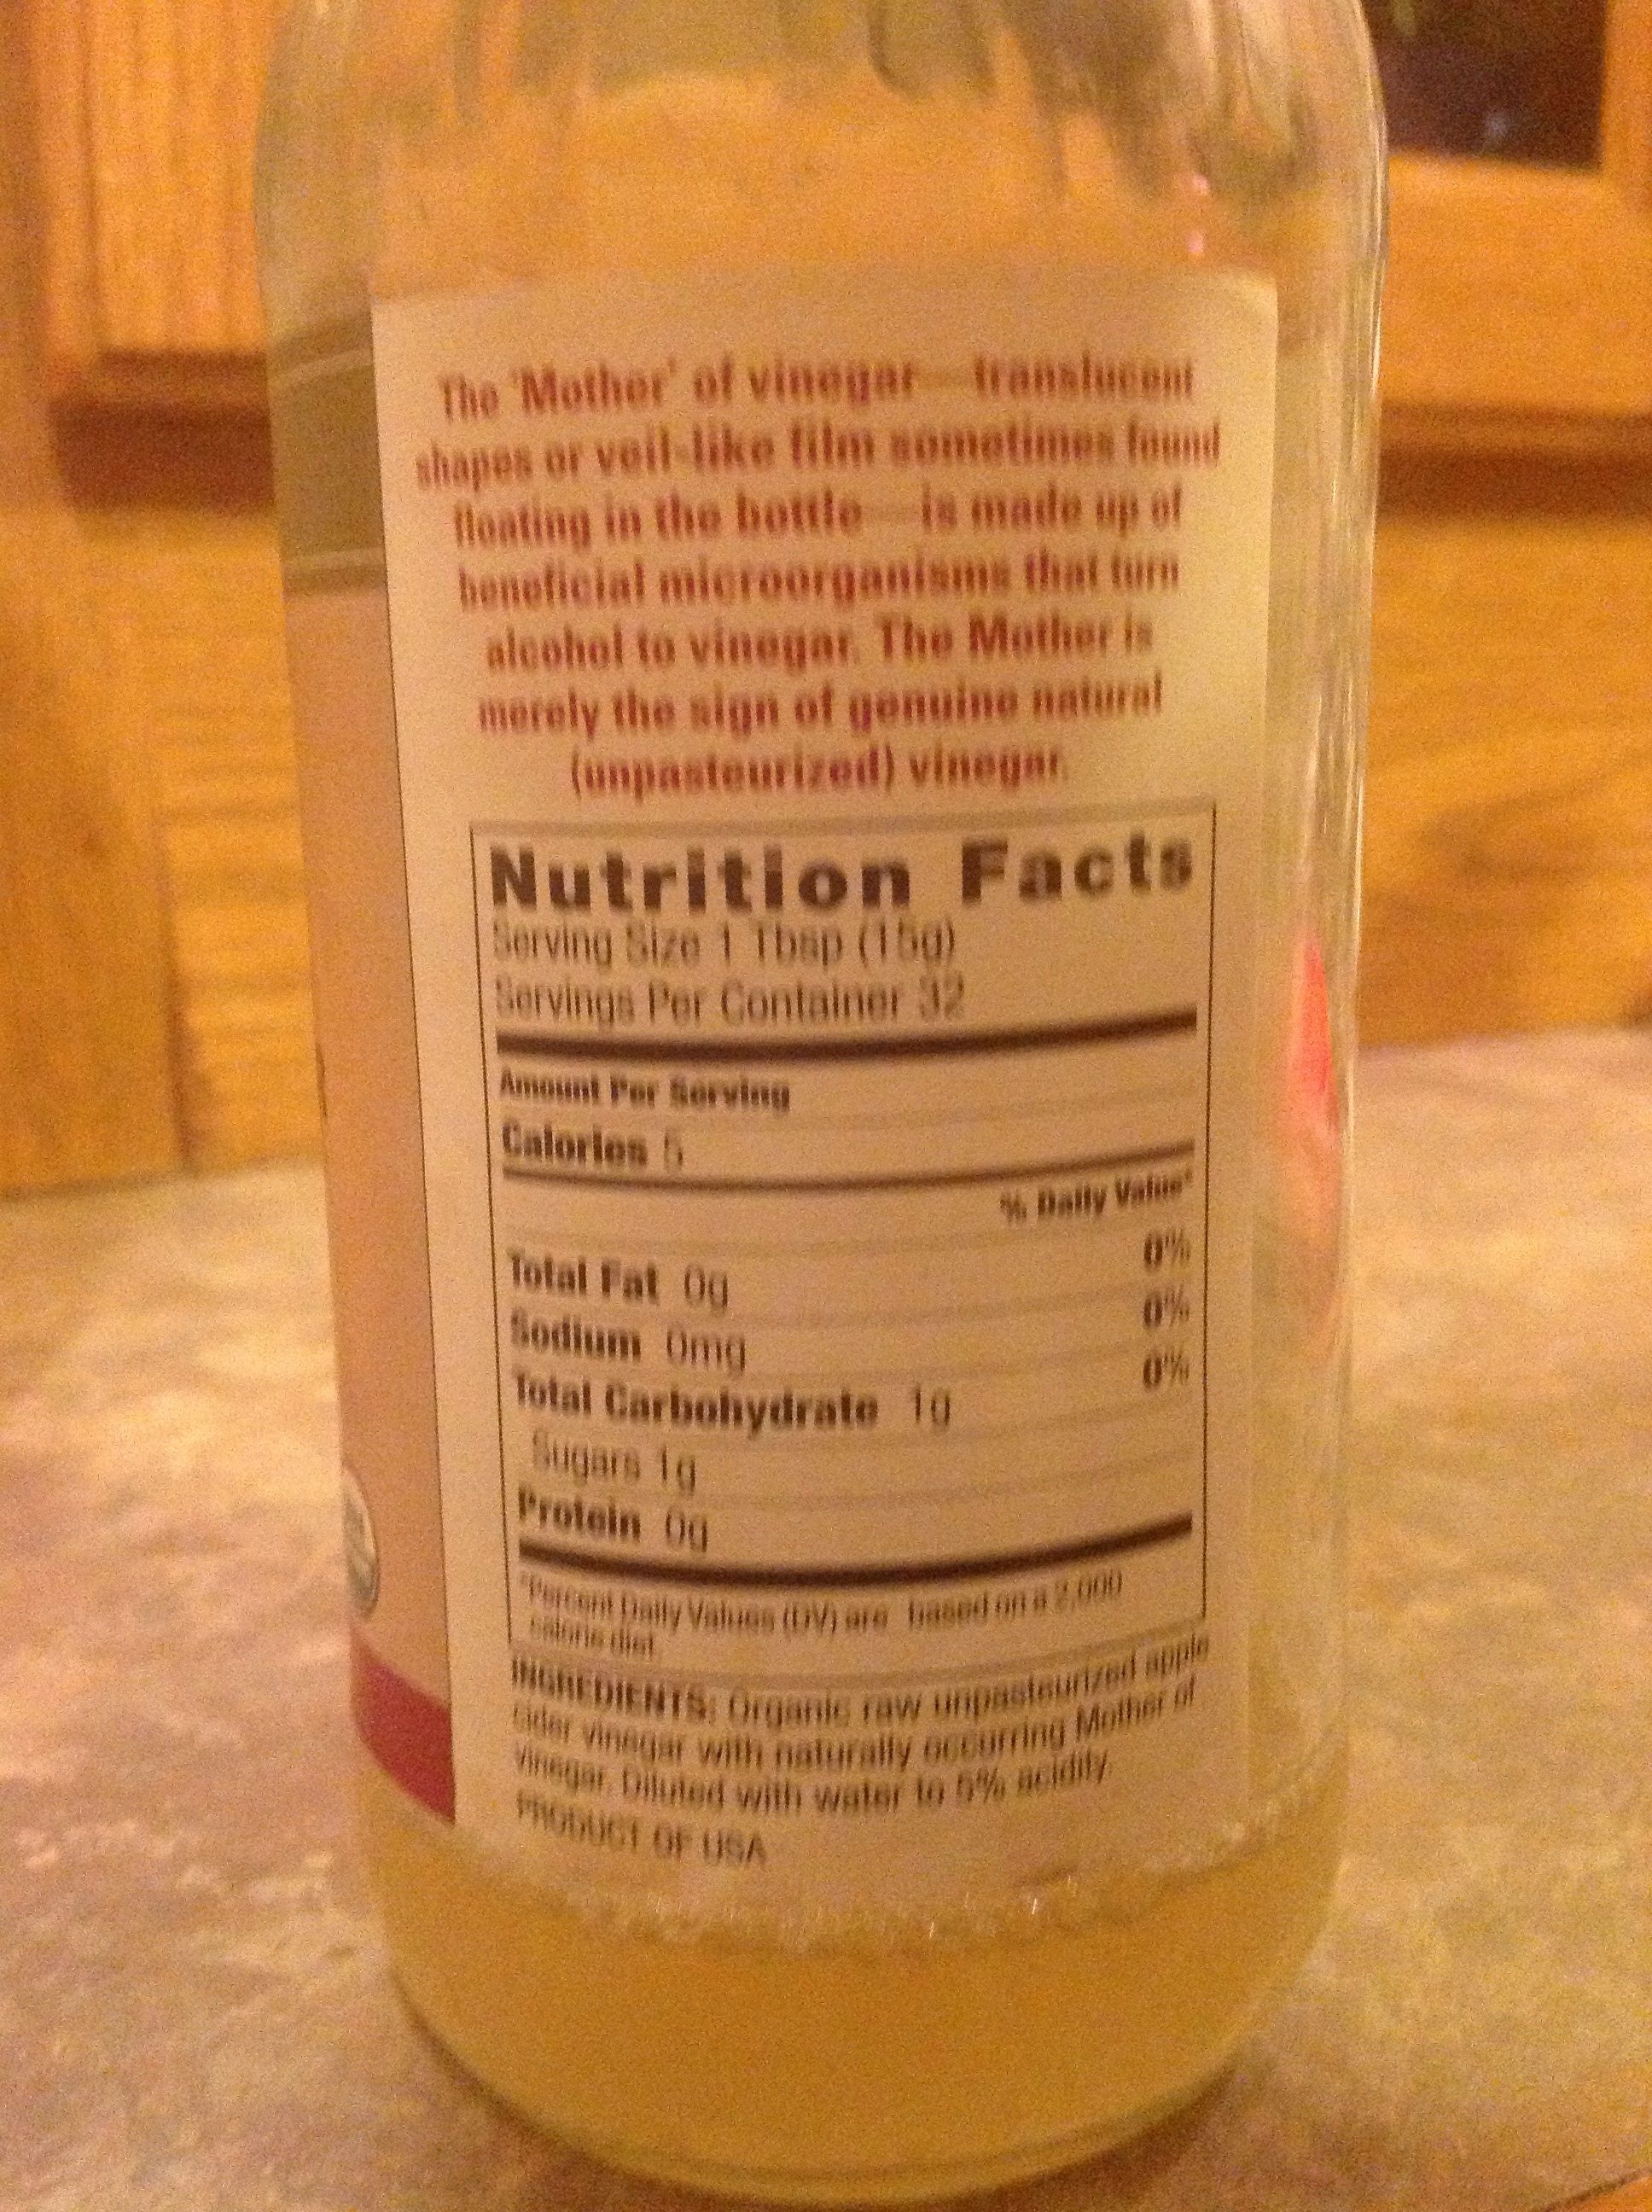 The 'Mother' of vinegar—translucent
shapes or veil-like film sometimes found
floating in the bottle—is made up of
beneficial microorganisms that turn
alcohol to vinegar. The Mother is
merely the sign of genuine natural
(unpasteurized) vinegar.
Nutrition Facts
Serving Size 1 Tbsp (15g)
Servings Per Container 32
Amount Per Serving
Calories 5
% Daily Value*
Total Fat 0g 0%
Sodium 0mg 0%
Total Carbohydrate 1g 0%
Sugars 1g
Protein 0g
*Percent Daily Values (DV) are based on a 2,000
calorie diet.
INGREDIENTS: Organic raw unpasteurized apple
cider vinegar with naturally occurring Mother of
vinegar. Diluted with water to 5% acidity.
PRODUCT OF USA